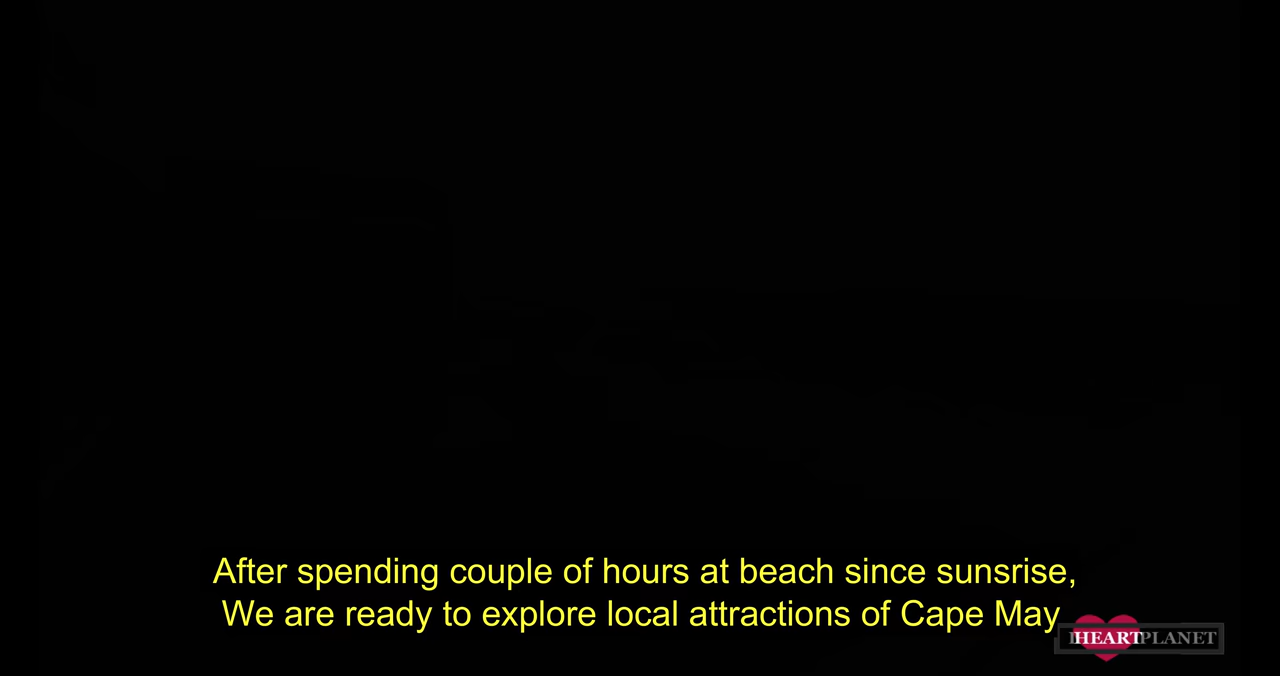 After spending couple of hours at beach since sunsrise,
We are ready to explore local attractions of Cape May
IHEARTPLANET